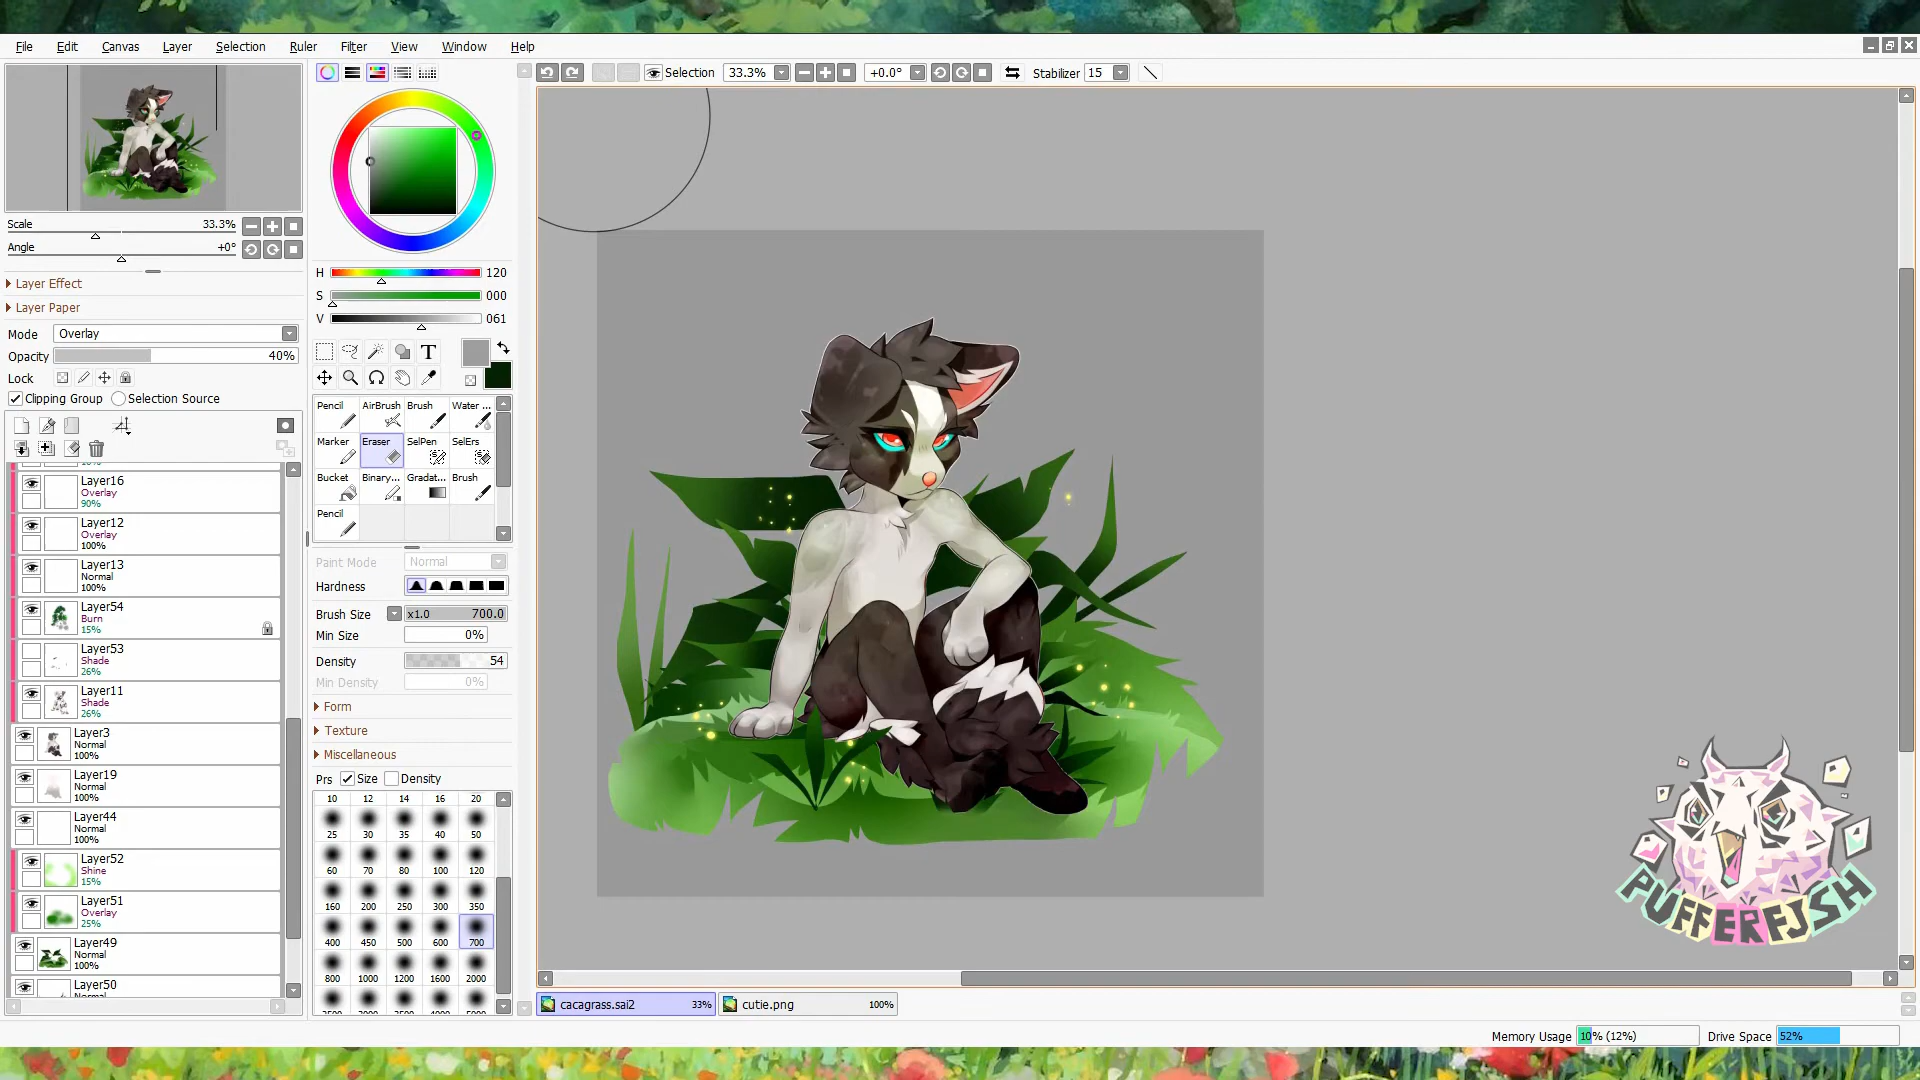 File Edit Canvas Layer Selection Ruler Filter View Window Help
Selection 33.3% +0.0° Stabilizer 15
Scale 33.3%
Angle +0°
Layer Effect
Layer Paper
Mode Overlay
Opacity 40%
Lock
Clipping Group Selection Source
Layer16
Overlay
90%
Layer12
Overlay
100%
Layer13
Normal
100%
Layer54
Burn
15%
Layer53
Shade
26%
Layer11
Shade
26%
Layer3
Normal
100%
Layer19
Normal
100%
Layer44
Normal
100%
Layer52
Shine
15%
Layer51
Overlay
25%
Layer49
Normal
100%
Layer50
H 120
S 000
V 061
T
Pencil AirBrush Brush Water ...
Marker Eraser SelPen SelErs
Bucket Binary... Gradat... Brush
Pencil
Paint Mode Normal
Hardness
Brush Size x1.0 700.0
Min Size 0%
Density 54
Min Density 0%
Form
Texture
Miscellaneous
Prs Size Density
10 12 14 16 20
25 30 35 40 50
60 70 80 100 120
160 200 250 300 350
400 450 500 600 700
800 1000 1200 1600 2000
PUFFERFJSH
cacagrass.sai2 33% cutie.png 100%
Memory Usage 10% (12%) Drive Space 52%